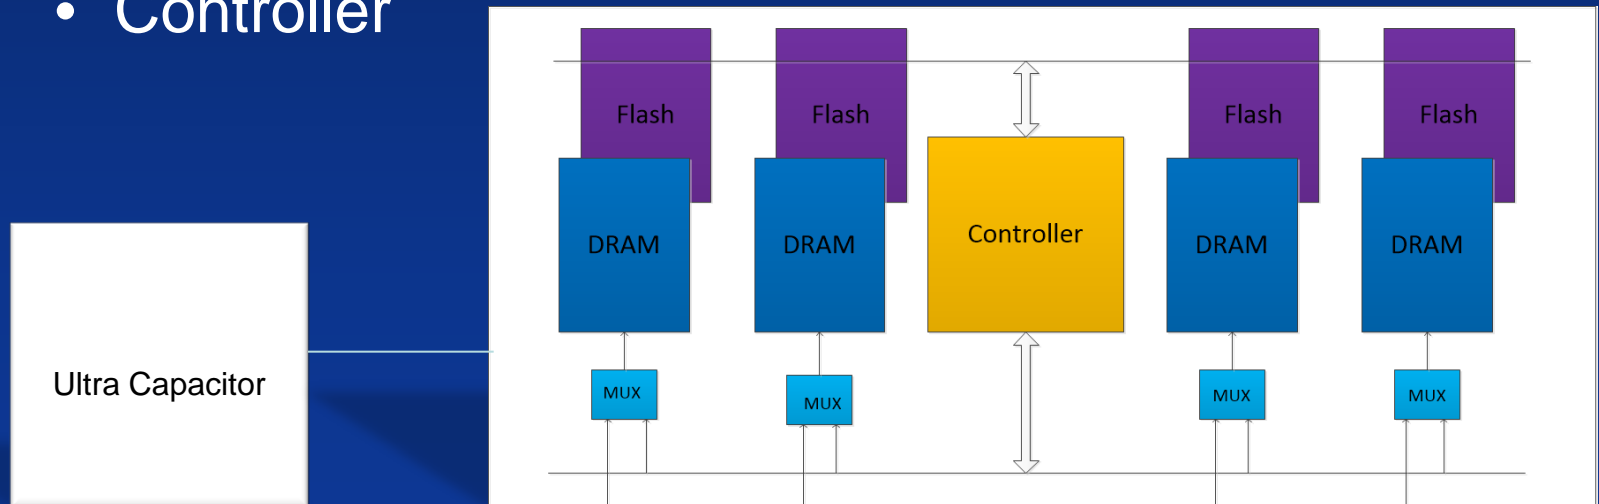 • Controller
Flash
Flash
Flash
Flash
DRAM
DRAM
Controller
DRAM
DRAM
Ultra Capacitor
MUX
MUX
MUX
MUX